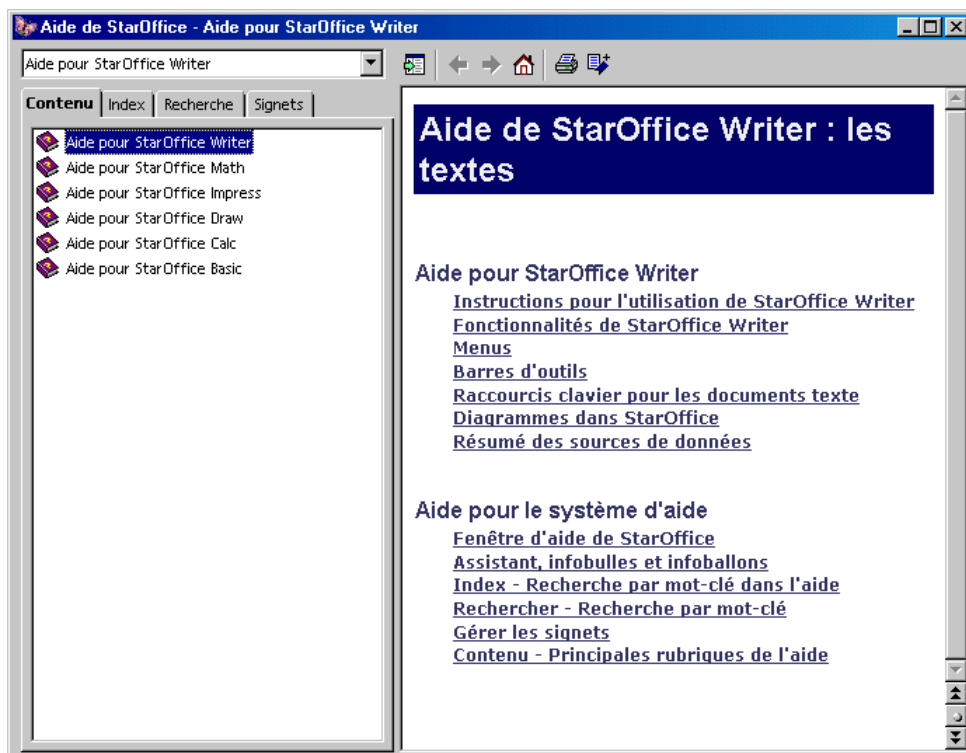 Aide de StarOffice - Aide pour StarOffice Writer
Aide pour StarOffice Writer
Contenu Index Recherche Signets
Aide pour StarOffice Writer
Aide pour StarOffice Math
Aide pour StarOffice Impress
Aide pour StarOffice Draw
Aide pour StarOffice Calc
Aide pour StarOffice Basic
Aide de StarOffice Writer : les
textes
Aide pour StarOffice Writer
Instructions pour l'utilisation de StarOffice Writer
Fonctionnalités de StarOffice Writer
Menus
Barres d'outils
Raccourcis clavier pour les documents texte
Diagrammes dans StarOffice
Résumé des sources de données
Aide pour le système d'aide
Fenêtre d'aide de StarOffice
Assistant, infobulles et infoballons
Index - Recherche par mot-clé dans l'aide
Rechercher - Recherche par mot-clé
Gérer les signets
Contenu - Principales rubriques de l'aide